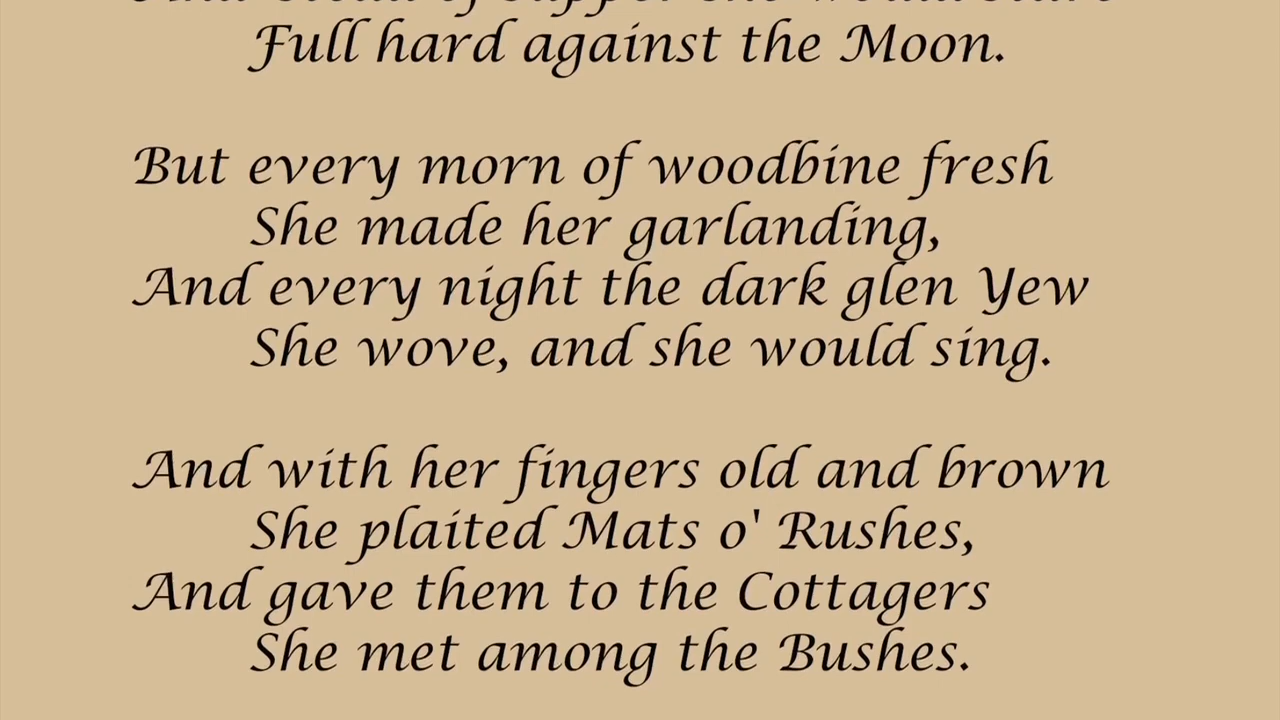 Full hard against the Moon.
But every morn of woodbine fresh
She made her garlanding,
And every night the dark glen Yew
She wove, and she would sing.
And with her fingers old and brown
She plaited Mats o' Rushes,
And gave them to the Cottagers
She met among the Bushes.